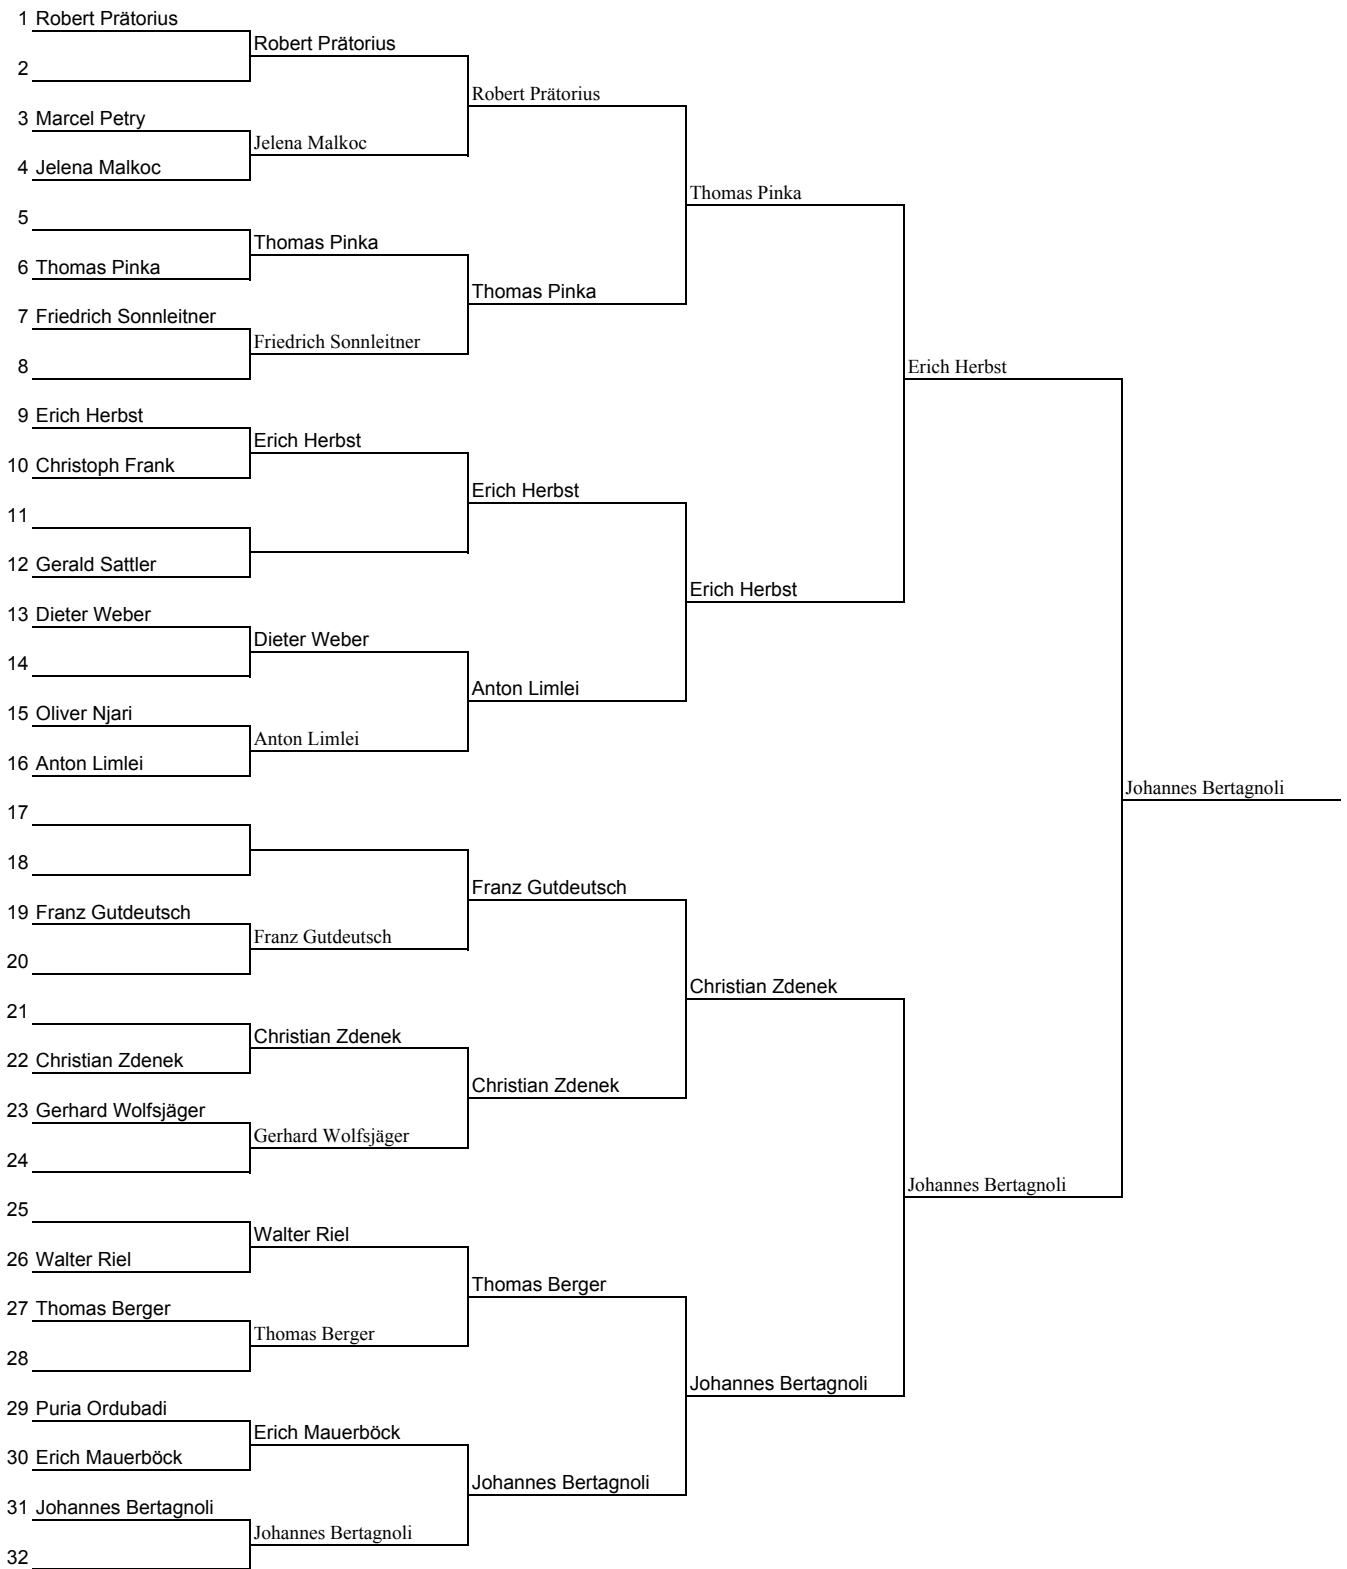 1 Robert Prätorius
Robert Prätorius
2
Robert Prätorius
3 Marcel Petry
Jelena Malkoc
4 Jelena Malkoc
Thomas Pinka
5
Thomas Pinka
6 Thomas Pinka
Thomas Pinka
7 Friedrich Sonnleitner
Friedrich Sonnleitner
8
Erich Herbst
9 Erich Herbst
Erich Herbst
10 Christoph Frank
Erich Herbst
11
12 Gerald Sattler
Erich Herbst
13 Dieter Weber
Dieter Weber
14
Anton Limlei
15 Oliver Njari
Anton Limlei
16 Anton Limlei
Johannes Bertagnoli
17
18
Franz Gutdeutsch
19 Franz Gutdeutsch
Franz Gutdeutsch
20
Christian Zdenek
21
Christian Zdenek
22 Christian Zdenek
Christian Zdenek
23 Gerhard Wolfsjäger
Gerhard Wolfsjäger
24
Johannes Bertagnoli
25
Walter Riel
26 Walter Riel
Thomas Berger
27 Thomas Berger
Thomas Berger
28
Johannes Bertagnoli
29 Puria Ordubadi
Erich Mauerböck
30 Erich Mauerböck
Johannes Bertagnoli
31 Johannes Bertagnoli
Johannes Bertagnoli
32